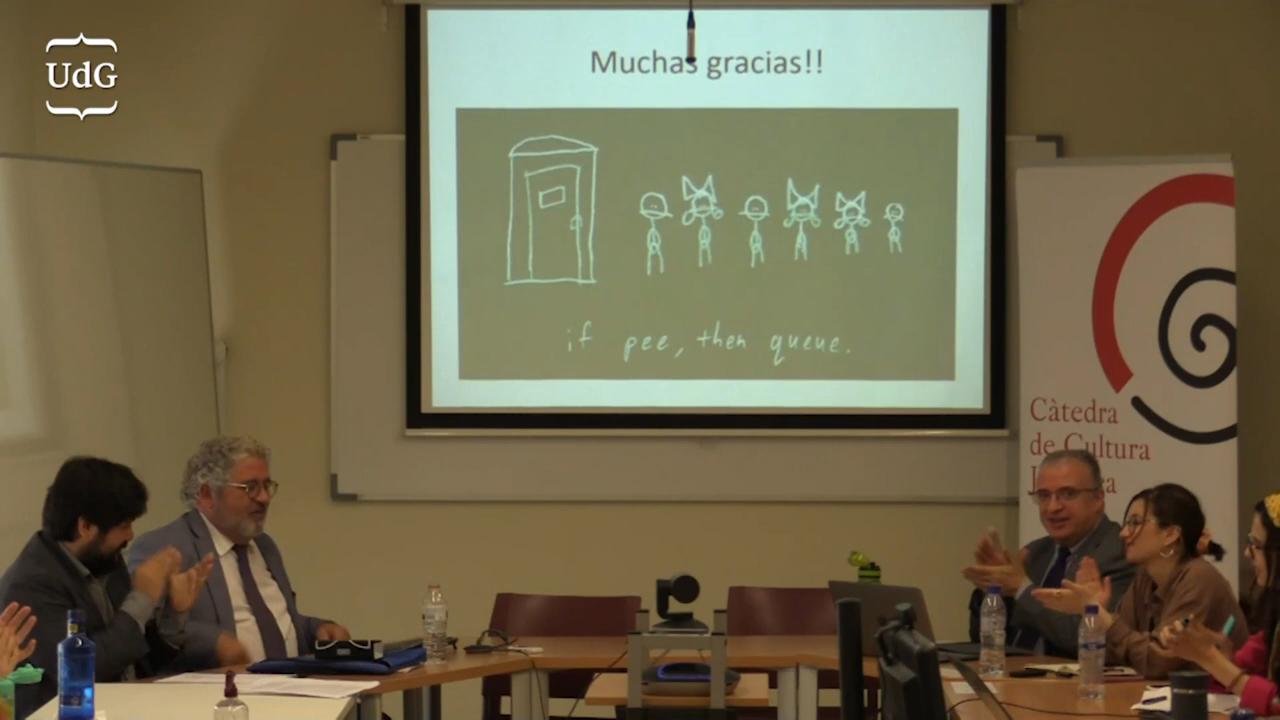 UdG
Muchas gracias!!
if pee, then queue.
Càtedra
de Cultura